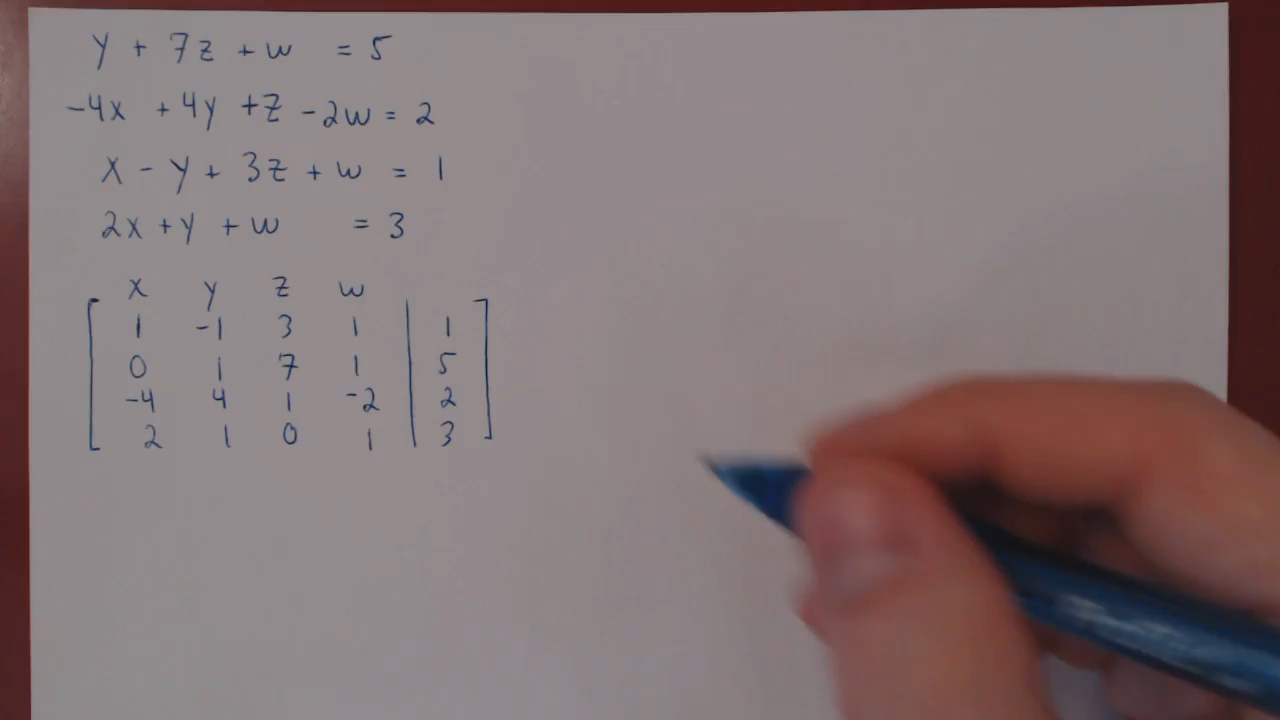 y + 7z + w = 5
-4x + 4y + z - 2w = 2
x - y + 3z + w = 1
2x + y + w = 3
x y z w
1 -1 3 1 | 1
0 1 7 1 | 5
-4 4 1 -2 | 2
2 1 0 1 | 3